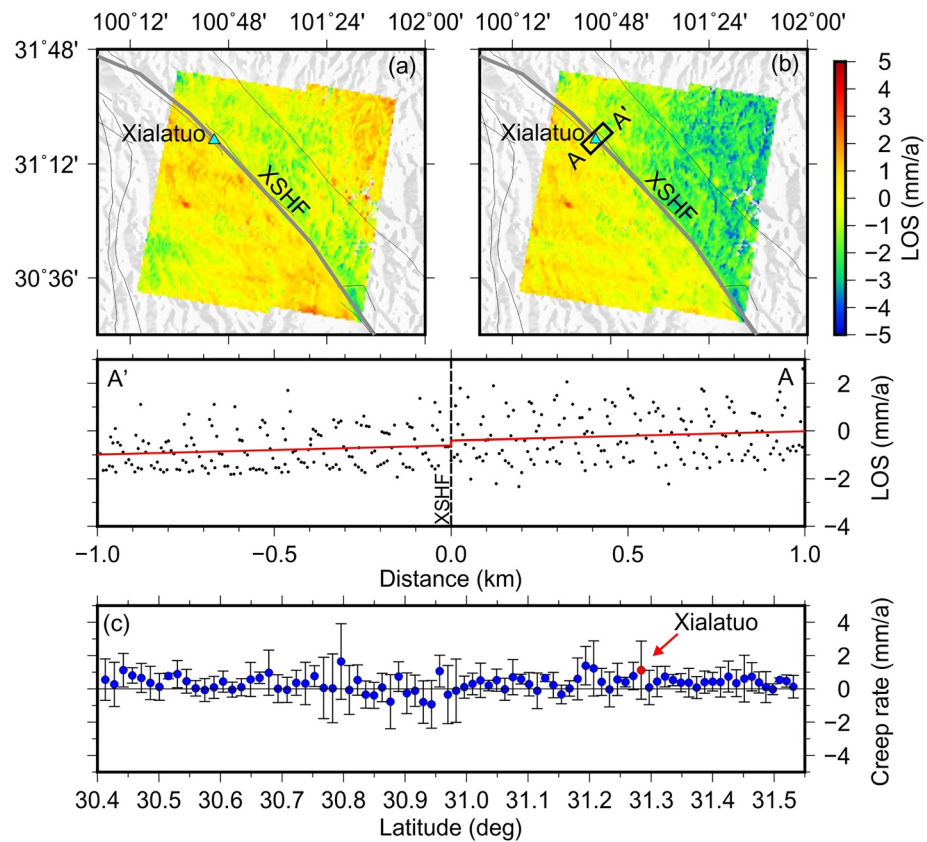 100°12' 100°48' 101°24' 100°12' 100°48' 101°24' 102°00'
31°48'
31°12'
30°36'
(a)
Xialatuo
XSHF
(b)
Xialatuo
A'
A
XSHF
5
4
3
2
1
0
−1
−2
−3
−4
−5
LOS (mm/a)
A’ A
XSHF
2
0
−2
−4
LOS (mm/a)
−1.0 −0.5 0.0 0.5 1.0
Distance (km)
(c)
Xialatuo
4
2
0
−2
−4
Creep rate (mm/a)
30.4 30.5 30.6 30.7 30.8 30.9 31.0 31.1 31.2 31.3 31.4 31.5
Latitude (deg)